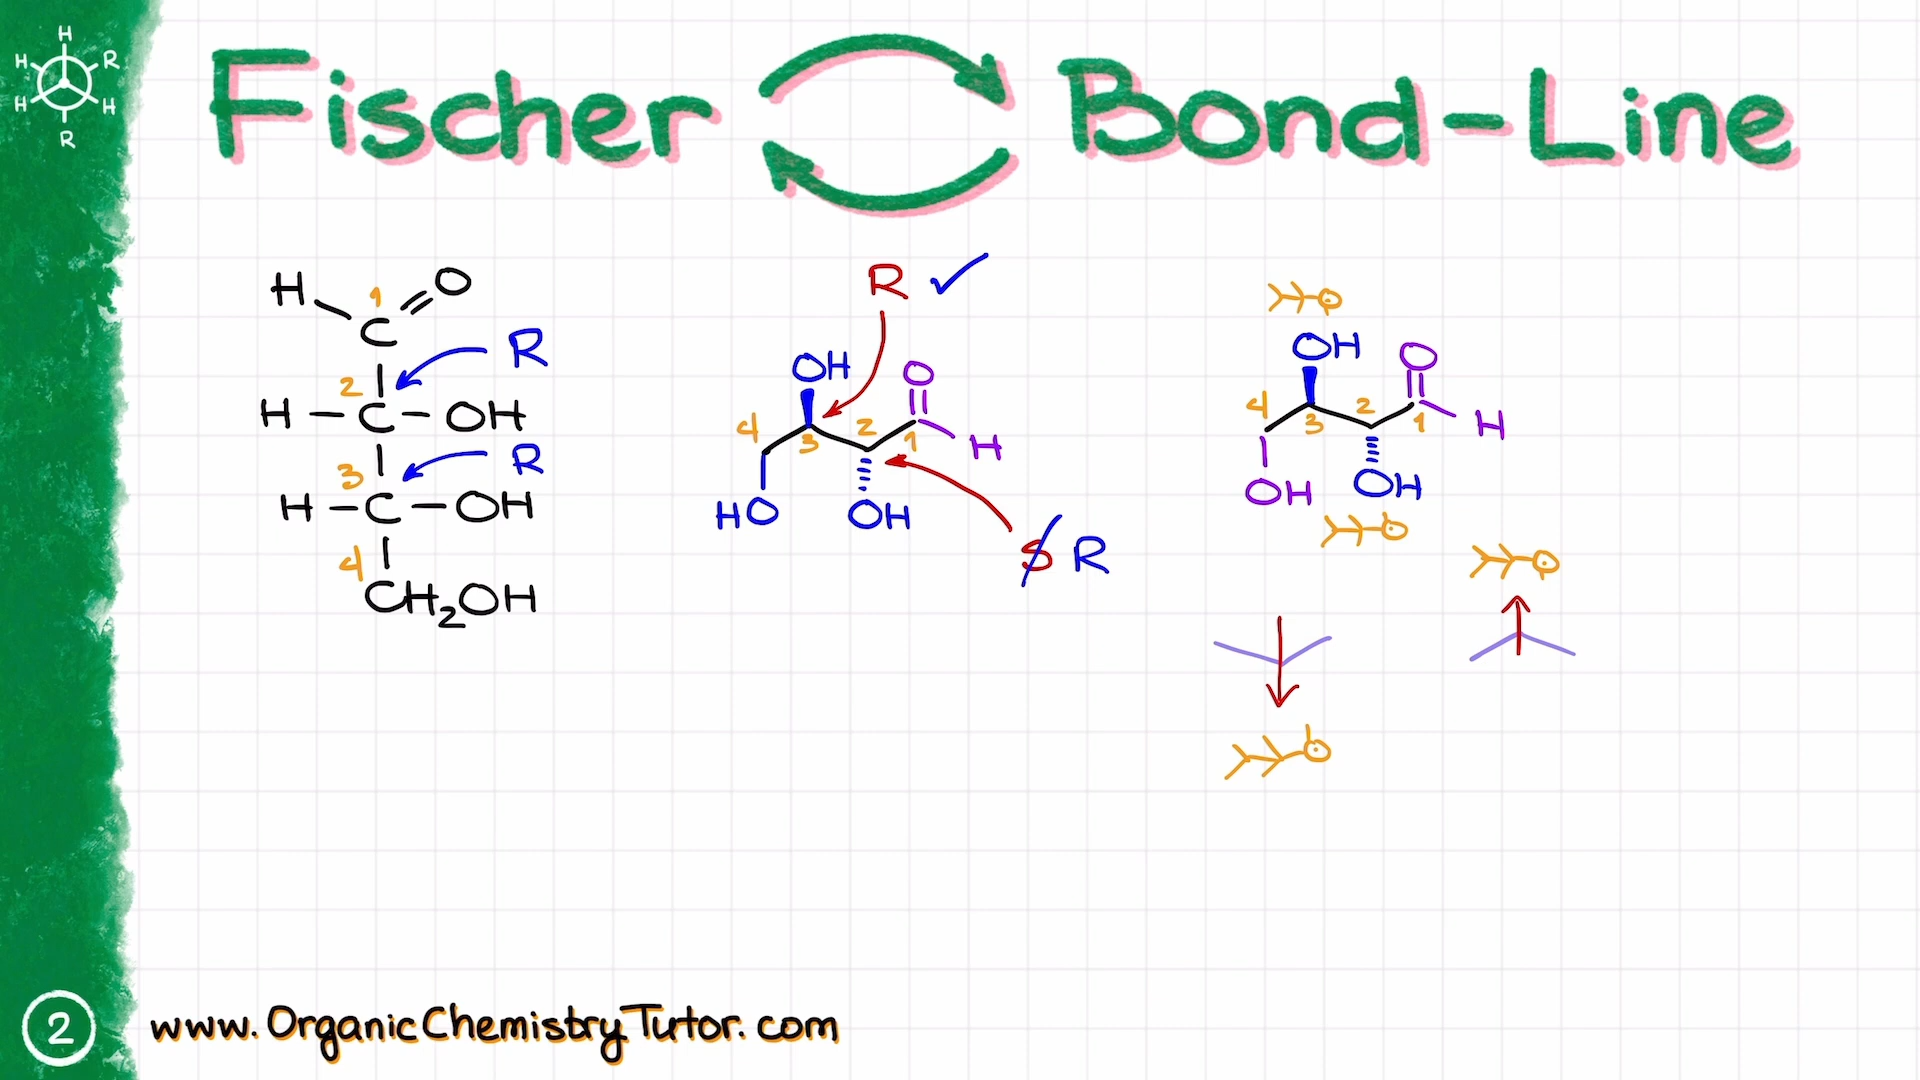 H
H R
H H
R
Fischer Bond-Line
H 1 O
C
R
2
H – C – OH
R
3
H – C – OH
4
CH₂OH
R ✓
OH O
4 3 2 1 H
HO OH
S R
OH O
4 3 2 1 H
OH OH
2 www.OrganicChemistryTutor.com